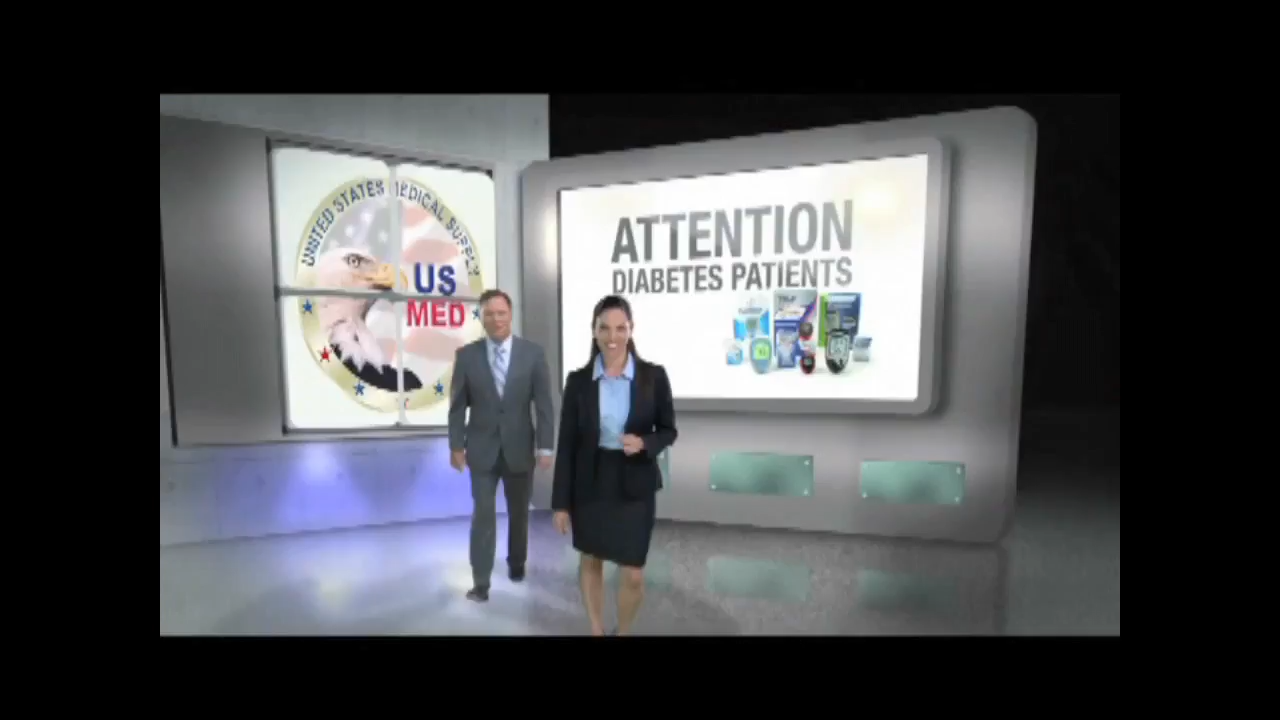 UNITED STATES MEDICAL SUPPLY
US
MED
ATTENTION
DIABETES PATIENTS